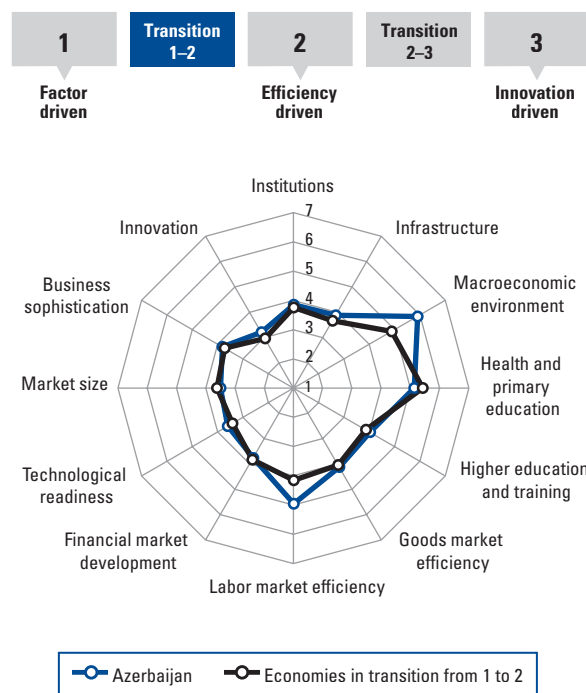 1
Transition
1–2
2
Transition
2–3
3
Factor
driven
Efficiency
driven
Innovation
driven
Institutions
Infrastructure
Macroeconomic
environment
Health and
primary
education
Higher education
and training
Goods market
efficiency
Labor market efficiency
Financial market
development
Technological
readiness
Market size
Business
sophistication
Innovation
7
6
5
4
3
2
1
Azerbaijan
Economies in transition from 1 to 2